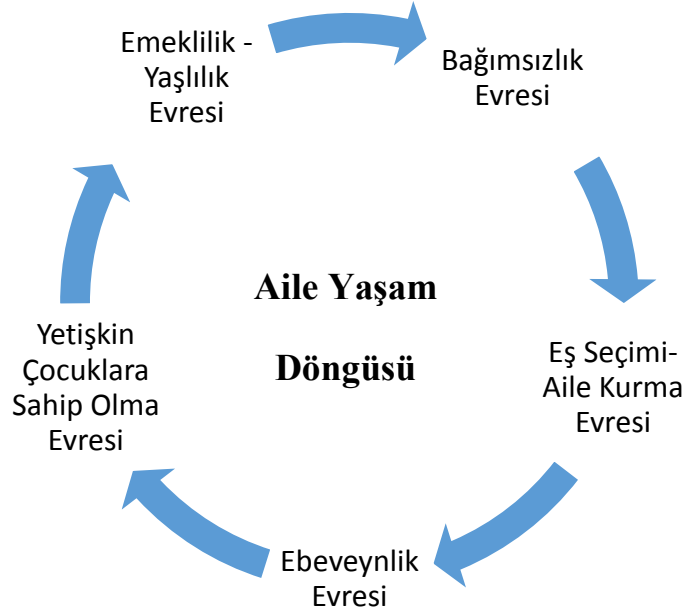 Emeklilik -
Yaşlılık
Evresi
Bağımsızlık
Evresi
Aile Yaşam
Döngüsü
Eş Seçimi-
Aile Kurma
Evresi
Yetişkin
Çocuklara
Sahip Olma
Evresi
Ebeveynlik
Evresi